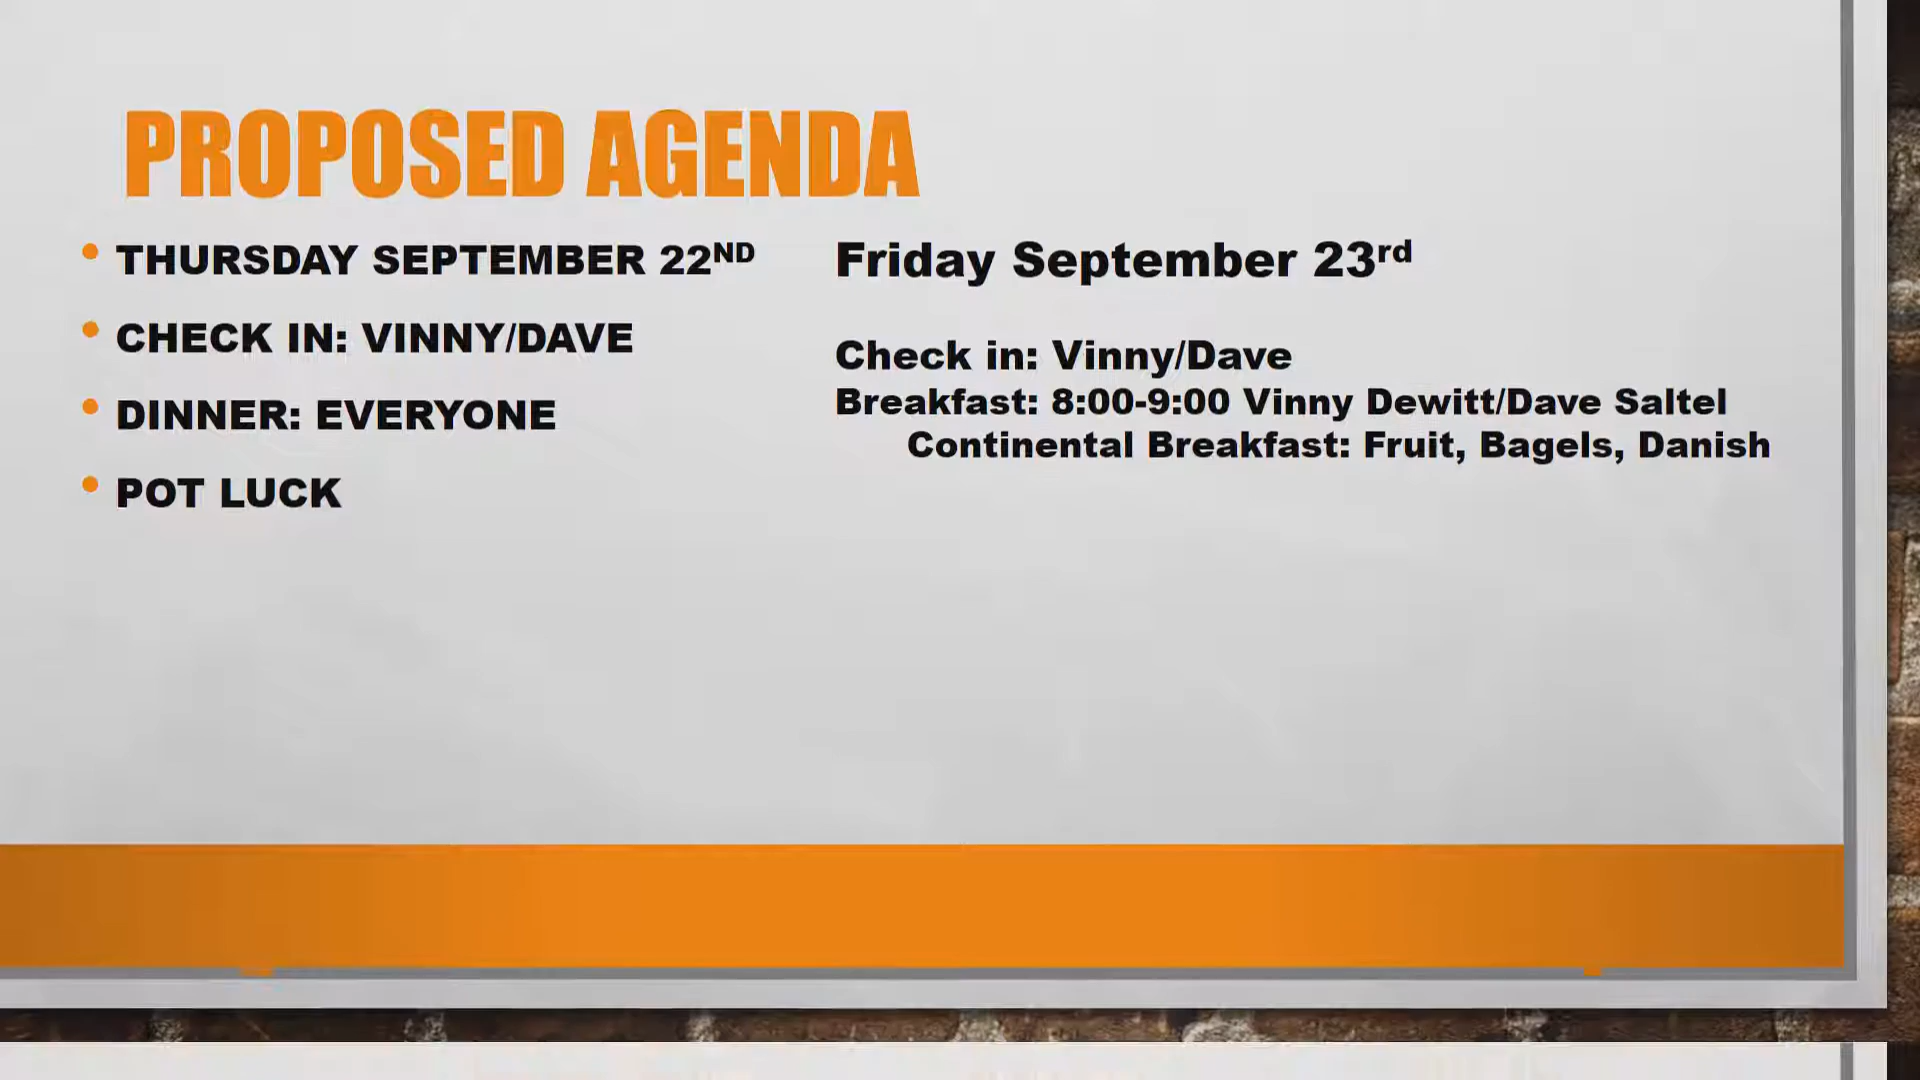 PROPOSED AGENDA
THURSDAY SEPTEMBER 22ND
CHECK IN: VINNY/DAVE
DINNER: EVERYONE
POT LUCK
Friday September 23rd
Check in: Vinny/Dave
Breakfast: 8:00-9:00 Vinny Dewitt/Dave Saltel
Continental Breakfast: Fruit, Bagels, Danish